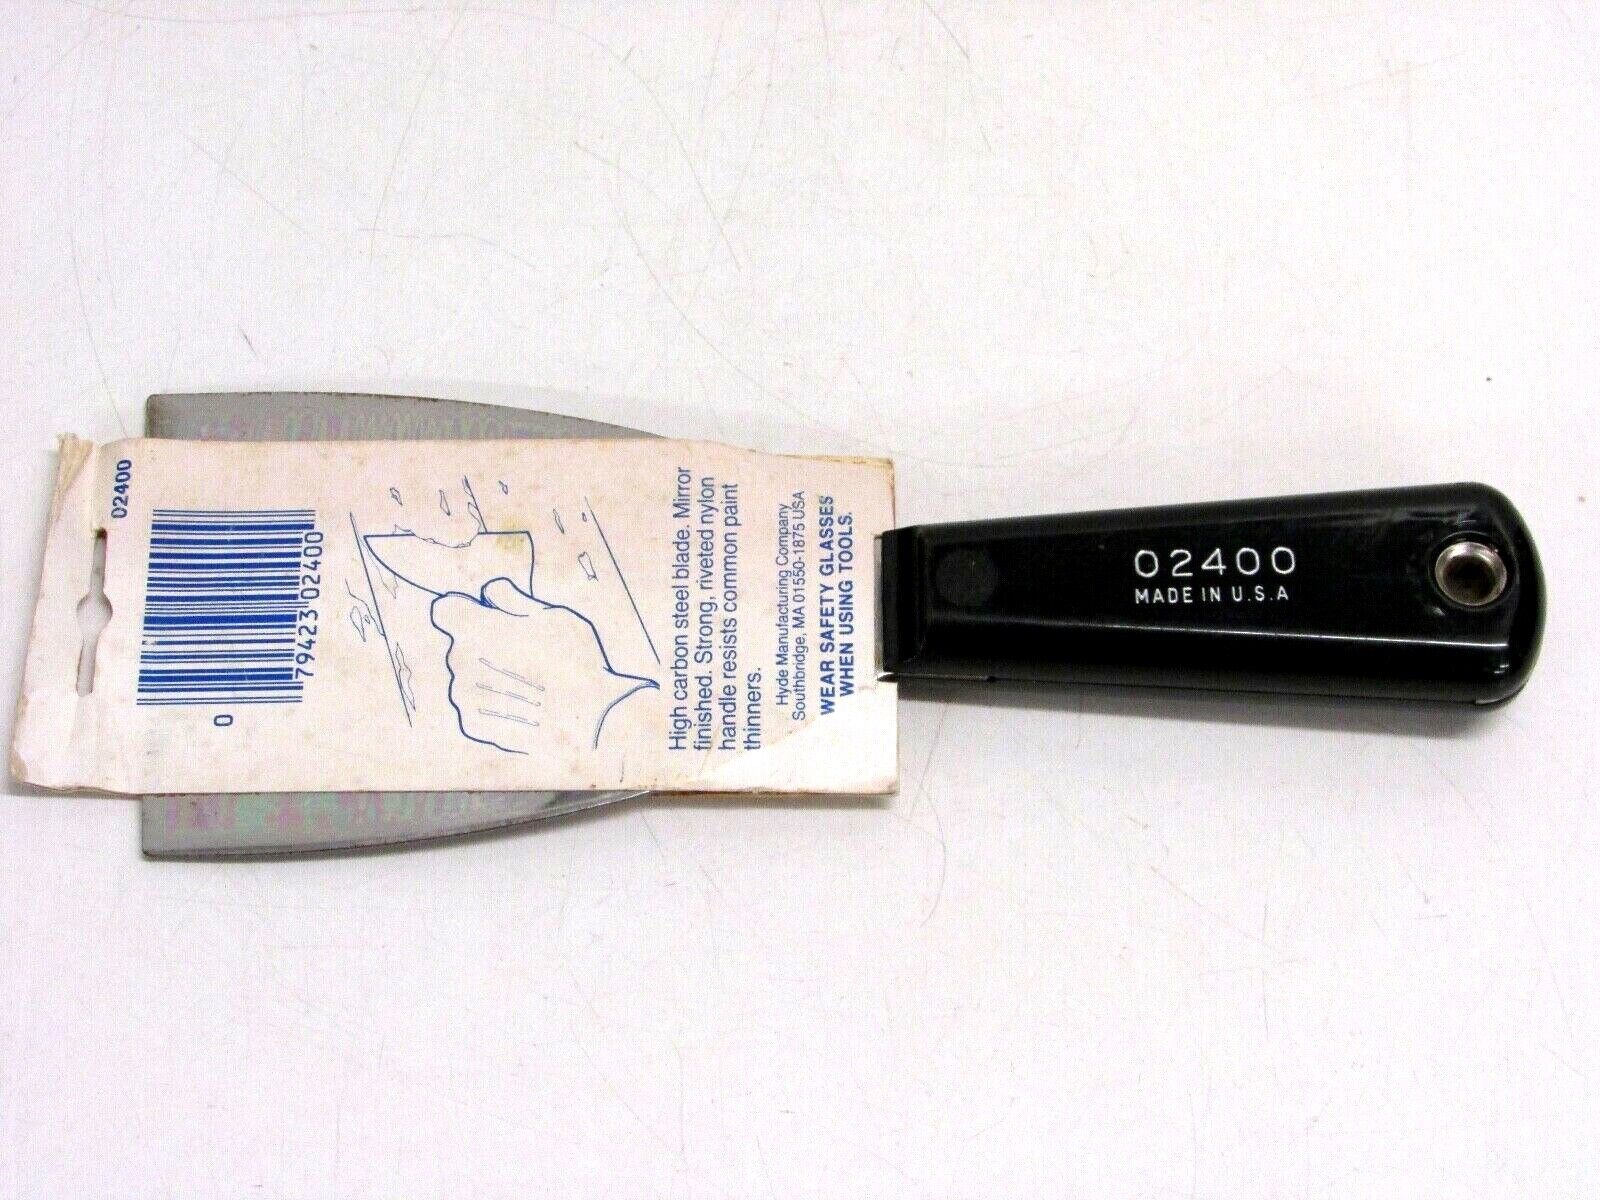 02400
0 79423 02400
High carbon steel blade. Mirror
finished. Strong, riveted nylon
handle resists common paint
thinners.
Hyde Manufacturing Company
Southbridge, MA 01550-1875 USA
WEAR SAFETY GLASSES
WHEN USING TOOLS.
02400
MADE IN U.S.A